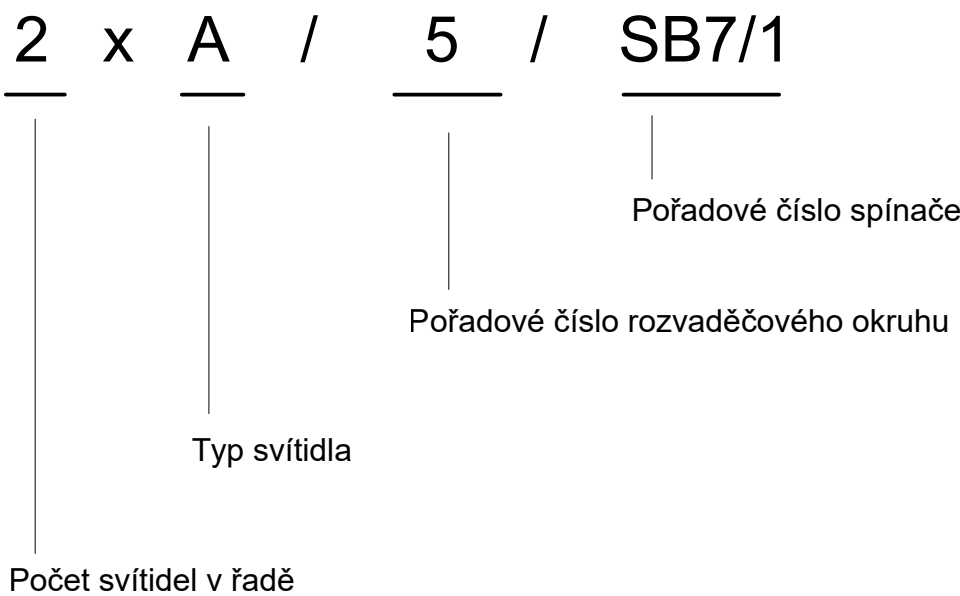 2 x A / 5 / SB7/1
Pořadové číslo spínače
Pořadové číslo rozvaděčového okruhu
Typ svítidla
Počet svítidel v řadě